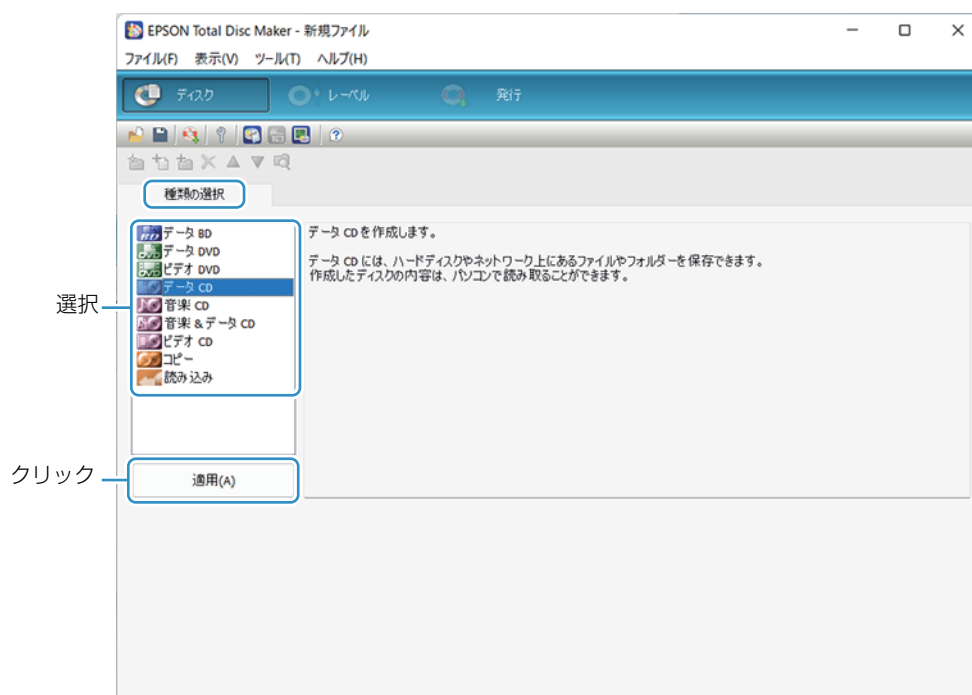 EPSON Total Disc Maker - 新規ファイル
ファイル(F) 表示(V) ツール(T) ヘルプ(H)
ディスク レーベル 発行
種類の選択
データ BD
データ DVD
ビデオ DVD
データ CD
音楽 CD
音楽 & データ CD
ビデオ CD
コピー
読み込み
データ CD を作成します。
データ CD には、ハードディスクやネットワーク上にあるファイルやフォルダーを保存できます。
作成したディスクの内容は、パソコンで読み取ることができます。
選択
クリック
適用(A)